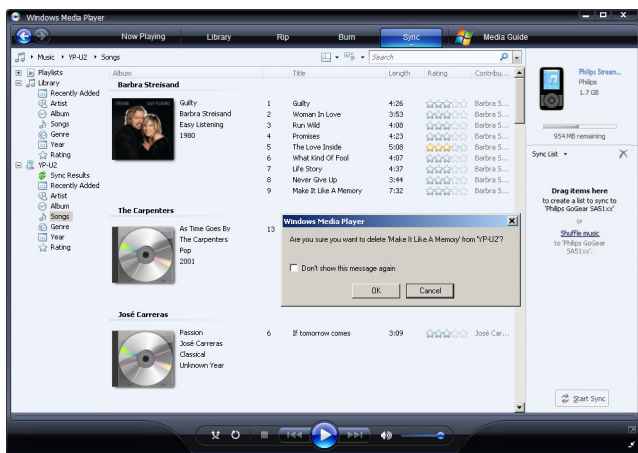 Windows Media Player
Now Playing Library Rip Burn Sync Media Guide
Music YP-U2 Songs
Search
Album Title Length Rating Contribu...
Playlists
Library
Recently Added
Artist
Album
Songs
Genre
Year
Rating
YP-U2
Sync Results
Recently Added
Artist
Album
Songs
Genre
Year
Rating
Barbra Streisand
Guilty
Barbra Streisand
Easy Listening
1980
1 Guilty 4:26 Barbra S...
2 Woman In Love 3:53 Barbra S...
3 Run Wild 4:08 Barbra S...
4 Promises 4:23 Barbra S...
5 The Love Inside 5:08 Barbra S...
6 What Kind Of Fool 4:07 Barbra S...
7 Life Story 4:37 Barbra S...
8 Never Give Up 3:44 Barbra S...
9 Make It Like A Memory 7:32 Barbra S...
The Carpenters
As Time Goes By
The Carpenters
Pop
2001
13
Windows Media Player
Are you sure you want to delete 'Make It Like A Memory' from 'YP-U2'?
Don't show this message again
OK Cancel
José Carreras
Passion
José Carreras
Classical
Unknown Year
6 If tomorrow comes 3:09 José Car...
Philips Stream...
Philips
1.7 GB
954 MB remaining
Sync List
Drag items here
to create a list to sync to
'Philips GoGear SA51xx'
or
Shuffle music
to 'Philips GoGear
SA51xx'.
Start Sync